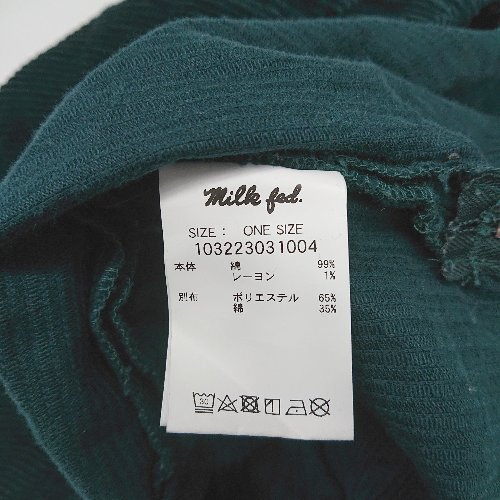 Milk fed.
SIZE : ONE SIZE
103223031004
本体 綿 99%
レーヨン 1%
別布 ポリエステル 65%
綿 35%
30